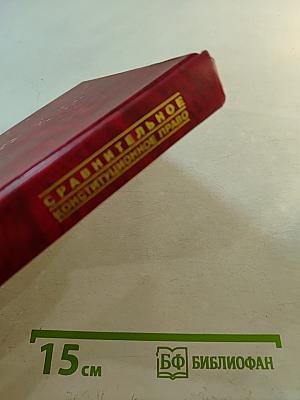 СРАВНИТЕЛЬНОЕ
КОНСТИТУЦИОННОЕ ПРАВО
15 см
БФ БИБЛИОФАН